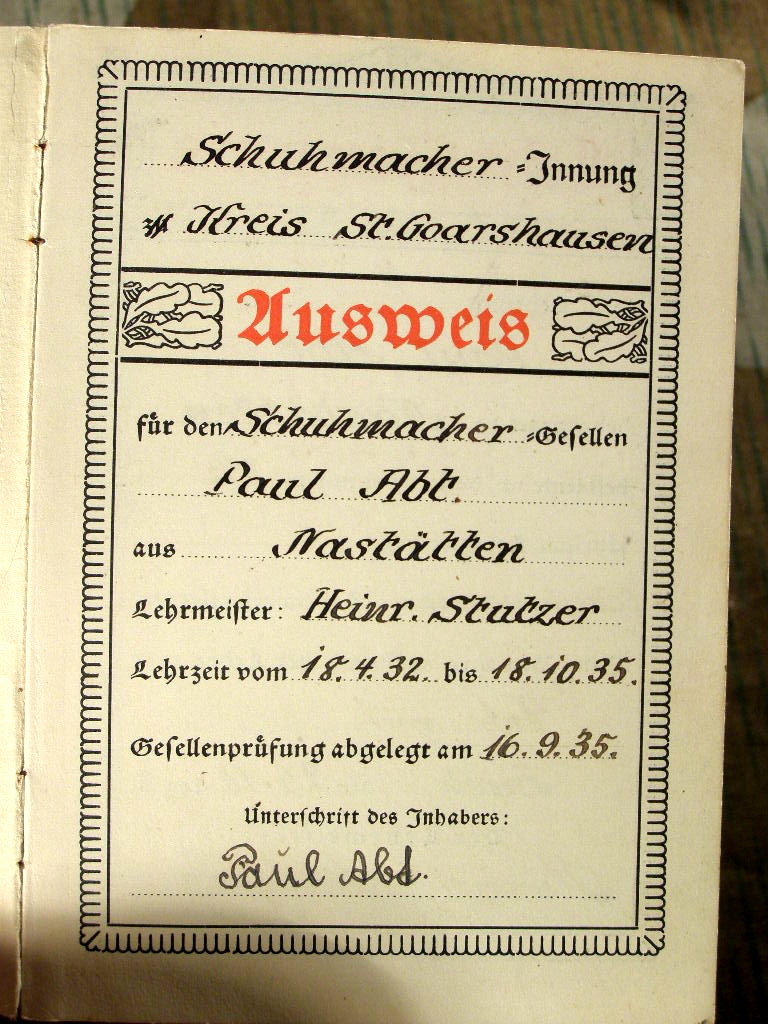 Schuhmacher-Innung
Kreis St. Goarshausen
Ausweis
für den Schuhmacher-Gesellen
Paul Abt.
aus Nastätten
Lehrmeister: Heinr. Stutzer
Lehrzeit vom 18.4.32. bis 18.10.35.
Gesellenprüfung abgelegt am 16.9.35.
Unterschrift des Inhabers:
Paul Abt.